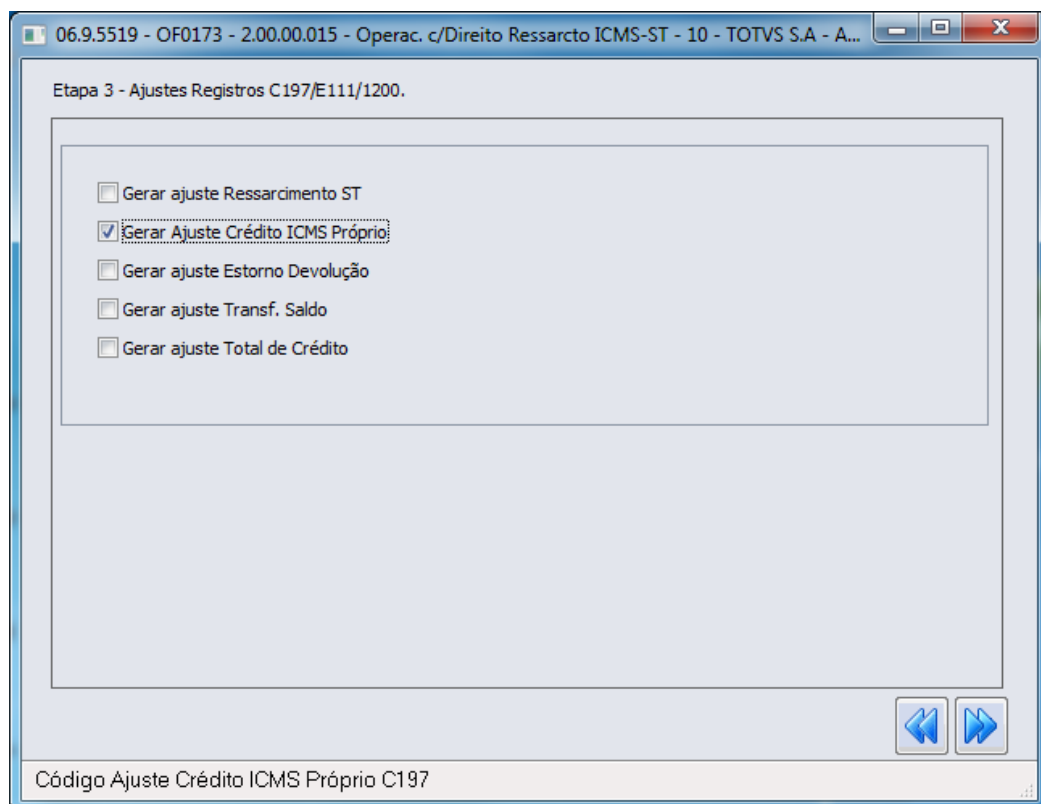 06.9.5519 - OF0173 - 2.00.00.015 - Operac. c/Direito Ressarcto ICMS-ST - 10 - TOTVS S.A - A...
Etapa 3 - Ajustes Registros C197/E111/1200.
Gerar ajuste Ressarcimento ST
Gerar Ajuste Crédito ICMS Próprio
Gerar ajuste Estorno Devolução
Gerar ajuste Transf. Saldo
Gerar ajuste Total de Crédito
Código Ajuste Crédito ICMS Próprio C197